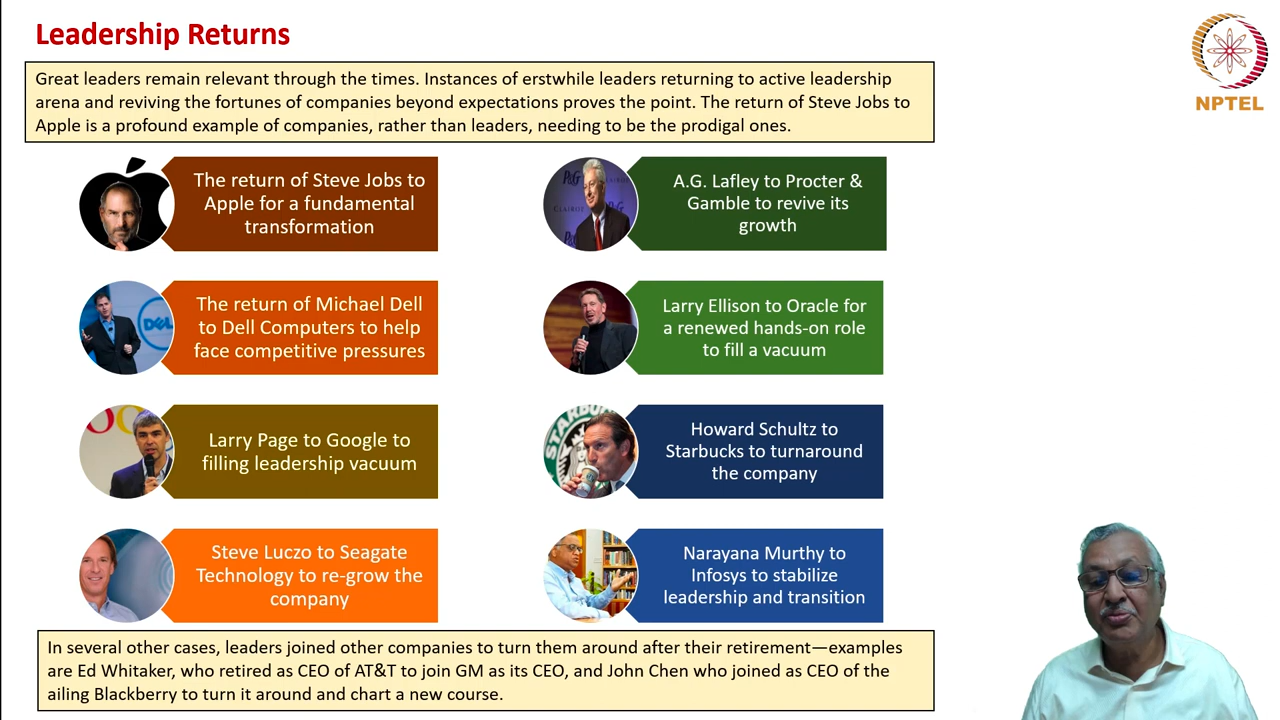 Leadership Returns
NPTEL
Great leaders remain relevant through the times. Instances of erstwhile leaders returning to active leadership
arena and reviving the fortunes of companies beyond expectations proves the point. The return of Steve Jobs to
Apple is a profound example of companies, rather than leaders, needing to be the prodigal ones.
The return of Steve Jobs to
Apple for a fundamental
transformation
P&G
CLAIROL
A.G. Lafley to Procter &
Gamble to revive its
growth
DELL
The return of Michael Dell
to Dell Computers to help
face competitive pressures
Larry Ellison to Oracle for
a renewed hands-on role
to fill a vacuum
Larry Page to Google to
filling leadership vacuum
Howard Schultz to
Starbucks to turnaround
the company
Steve Luczo to Seagate
Technology to re-grow the
company
Narayana Murthy to
Infosys to stabilize
leadership and transition
In several other cases, leaders joined other companies to turn them around after their retirement—examples
are Ed Whitaker, who retired as CEO of AT&T to join GM as its CEO, and John Chen who joined as CEO of the
ailing Blackberry to turn it around and chart a new course.